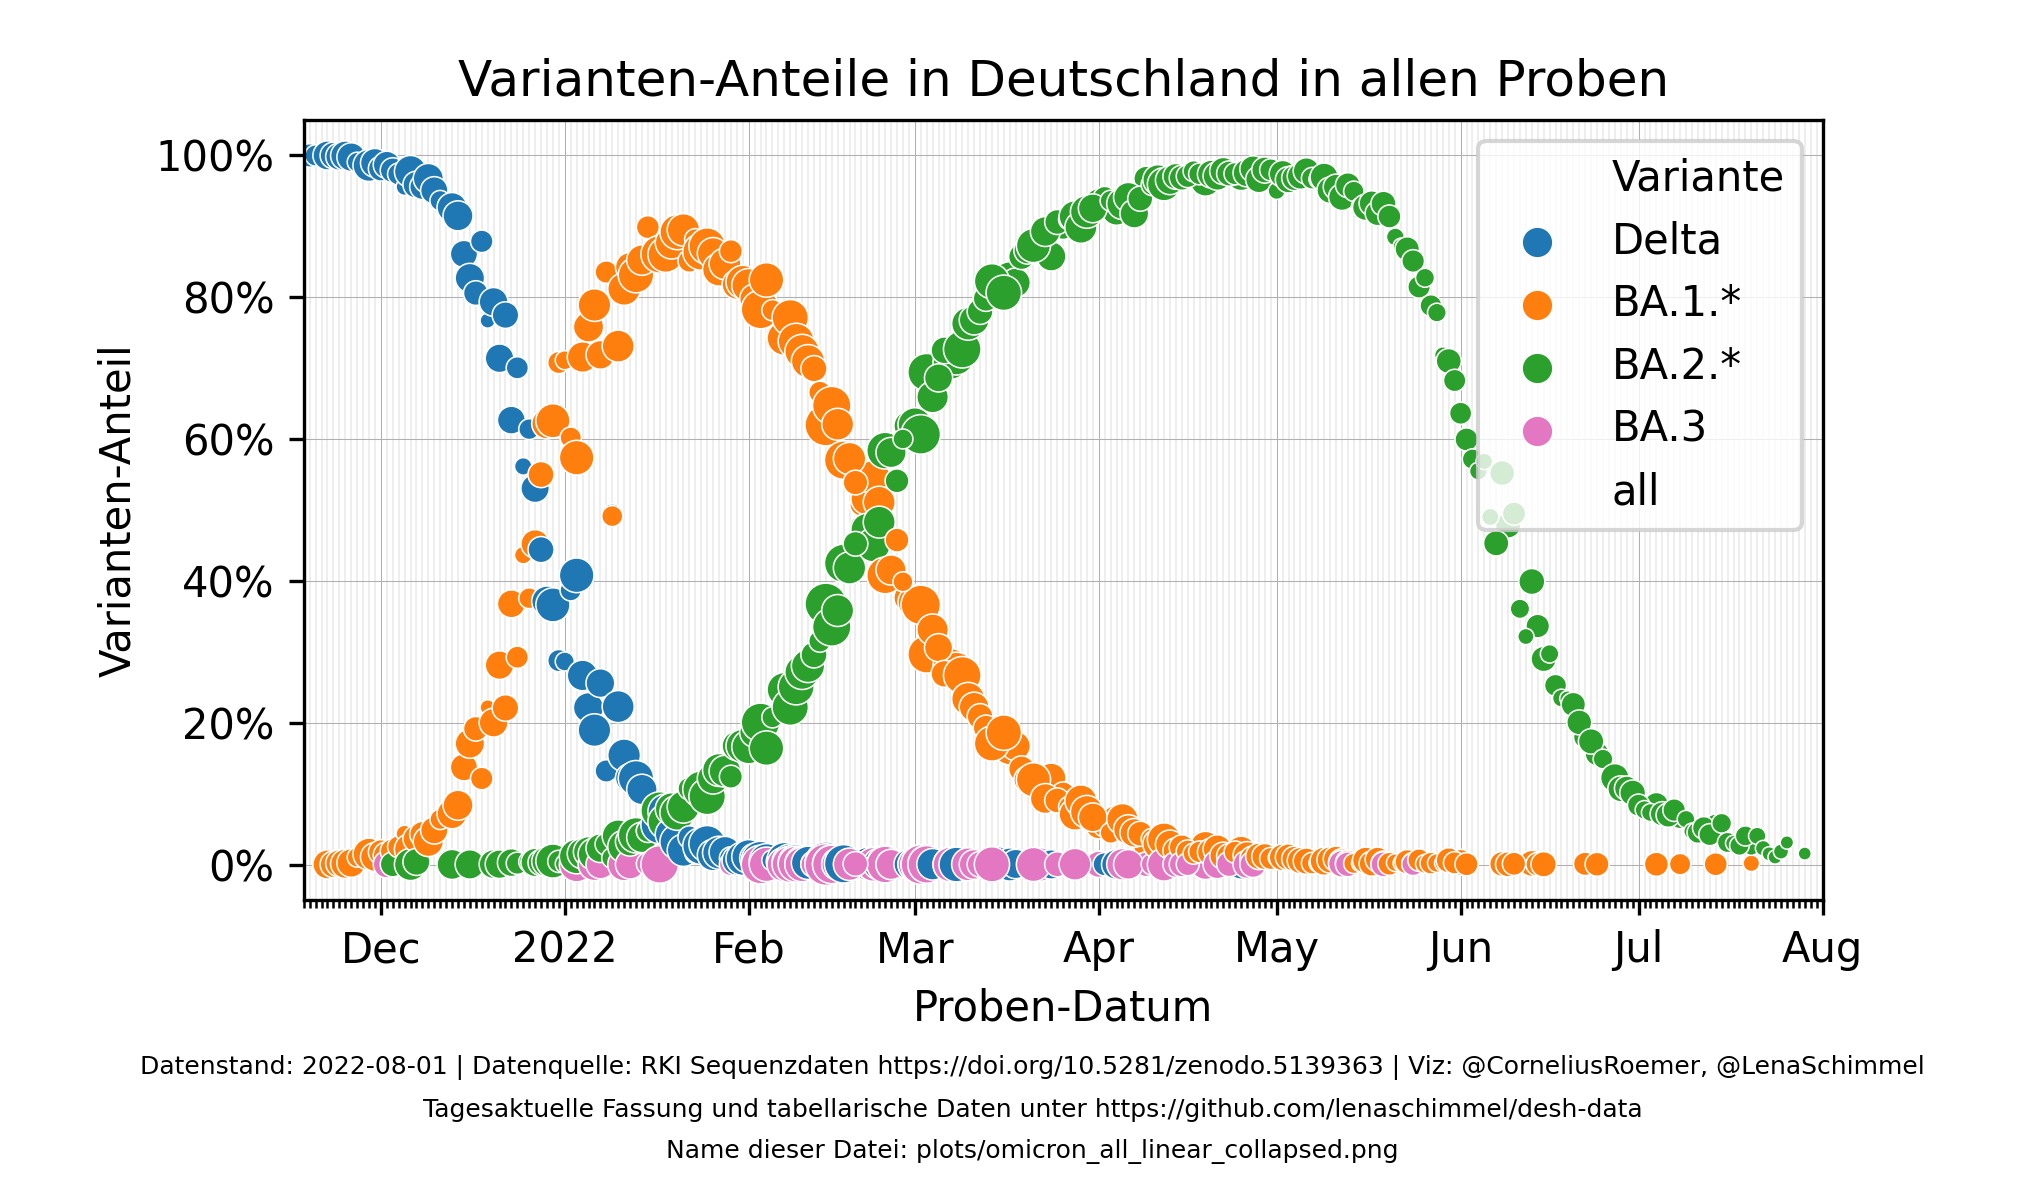 Varianten-Anteile in Deutschland in allen Proben
Varianten-Anteil
100%
80%
60%
40%
20%
0%
Variante
Delta
BA.1.*
BA.2.*
BA.3
all
Dec 2022 Feb Mar Apr May Jun Jul Aug
Proben-Datum
Datenstand: 2022-08-01 | Datenquelle: RKI Sequenzdaten https://doi.org/10.5281/zenodo.5139363 | Viz: @CorneliusRoemer, @LenaSchimmel
Tagesaktuelle Fassung und tabellarische Daten unter https://github.com/lenaschimmel/desh-data
Name dieser Datei: plots/omicron_all_linear_collapsed.png